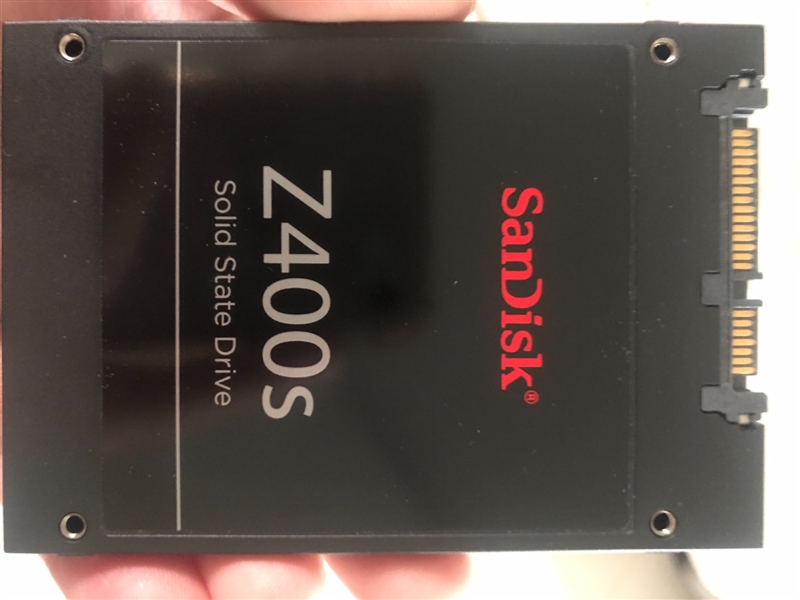 SanDisk®
Z400s
Solid State Drive